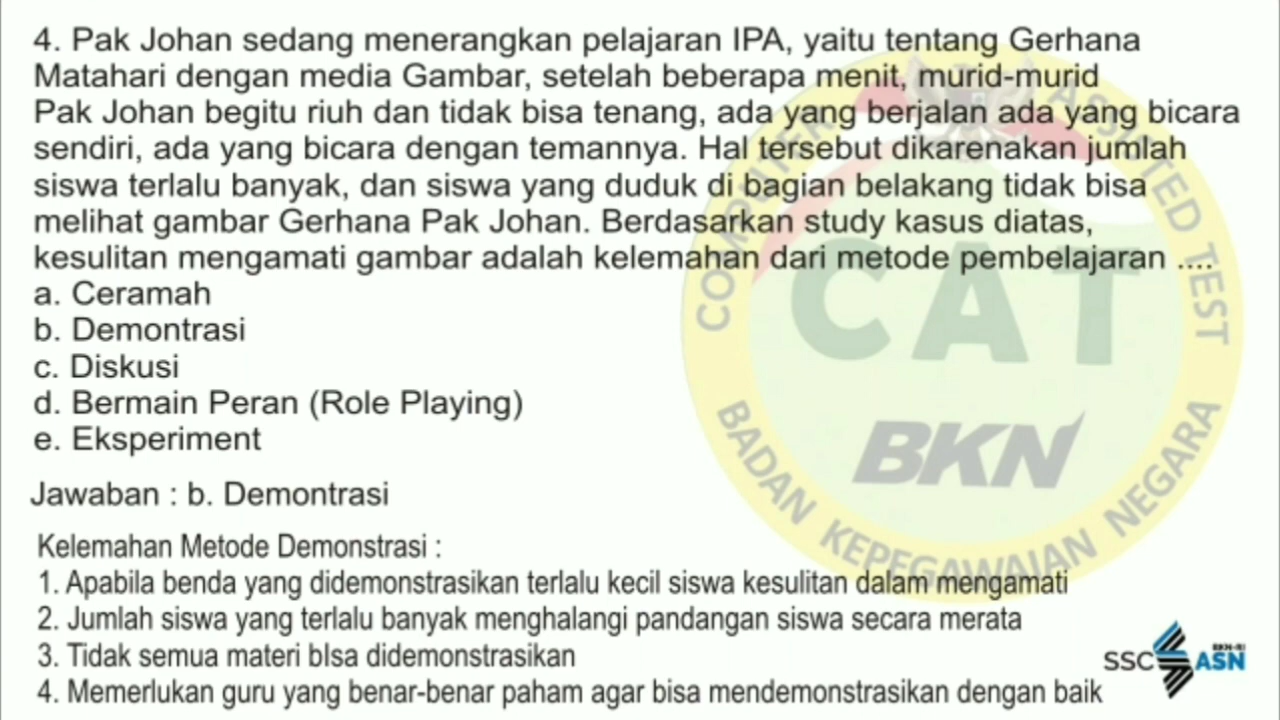 4. Pak Johan sedang menerangkan pelajaran IPA, yaitu tentang Gerhana
Matahari dengan media Gambar, setelah beberapa menit, murid-murid
Pak Johan begitu riuh dan tidak bisa tenang, ada yang berjalan ada yang bicara
sendiri, ada yang bicara dengan temannya. Hal tersebut dikarenakan jumlah
siswa terlalu banyak, dan siswa yang duduk di bagian belakang tidak bisa
melihat gambar Gerhana Pak Johan. Berdasarkan study kasus diatas,
kesulitan mengamati gambar adalah kelemahan dari metode pembelajaran ....
a. Ceramah
b. Demontrasi
c. Diskusi
d. Bermain Peran (Role Playing)
e. Eksperiment
Jawaban : b. Demontrasi
Kelemahan Metode Demonstrasi :
1. Apabila benda yang didemonstrasikan terlalu kecil siswa kesulitan dalam mengamati
2. Jumlah siswa yang terlalu banyak menghalangi pandangan siswa secara merata
3. Tidak semua materi bIsa didemonstrasikan
4. Memerlukan guru yang benar-benar paham agar bisa mendemonstrasikan dengan baik
COMPUTER ASSISTED TEST
CAT
BKN
BADAN KEPEGAWAIAN NEGARA
BKN-RI
SSC ASN